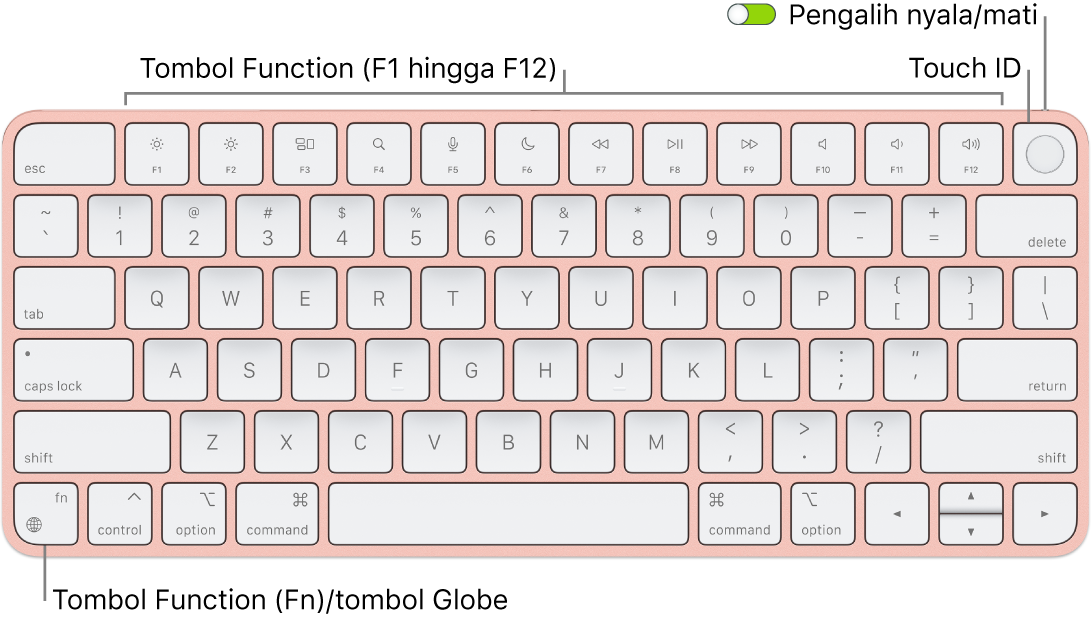 Pengalih nyala/mati
Tombol Function (F1 hingga F12)
Touch ID
esc F1 F2 F3 F4 F5 F6 F7 F8 F9 F10 F11 F12
~ ! @ # $ % ^ & * ( ) — +
` 1 2 3 4 5 6 7 8 9 0 - = delete
tab Q W E R T Y U I O P { [ } ] | \
caps lock A S D F G H J K L : ; " ' return
shift Z X C V B N M < , > . ? / shift
fn control option command command option
Tombol Function (Fn)/tombol Globe